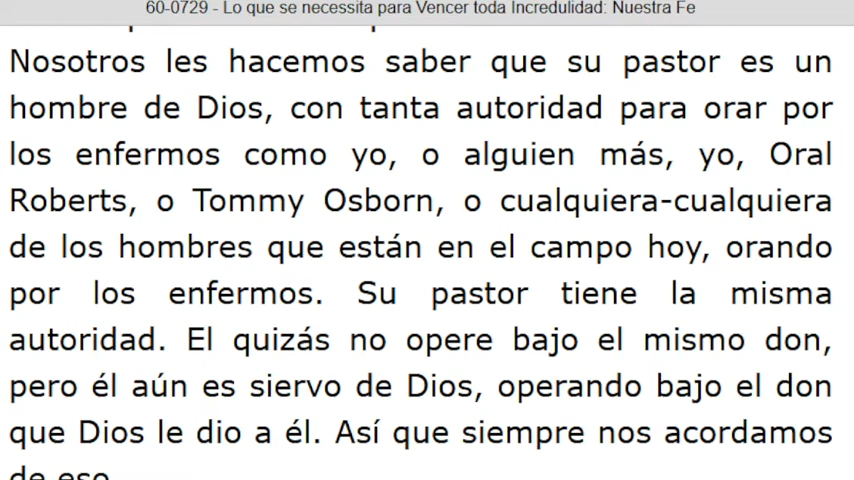 60-0729 - Lo que se necessita para Vencer toda Incredulidad: Nuestra Fe
Nosotros les hacemos saber que su pastor es un
hombre de Dios, con tanta autoridad para orar por
los enfermos como yo, o alguien más, yo, Oral
Roberts, o Tommy Osborn, o cualquiera-cualquiera
de los hombres que están en el campo hoy, orando
por los enfermos. Su pastor tiene la misma
autoridad. El quizás no opere bajo el mismo don,
pero él aún es siervo de Dios, operando bajo el don
que Dios le dio a él. Así que siempre nos acordamos
de eso